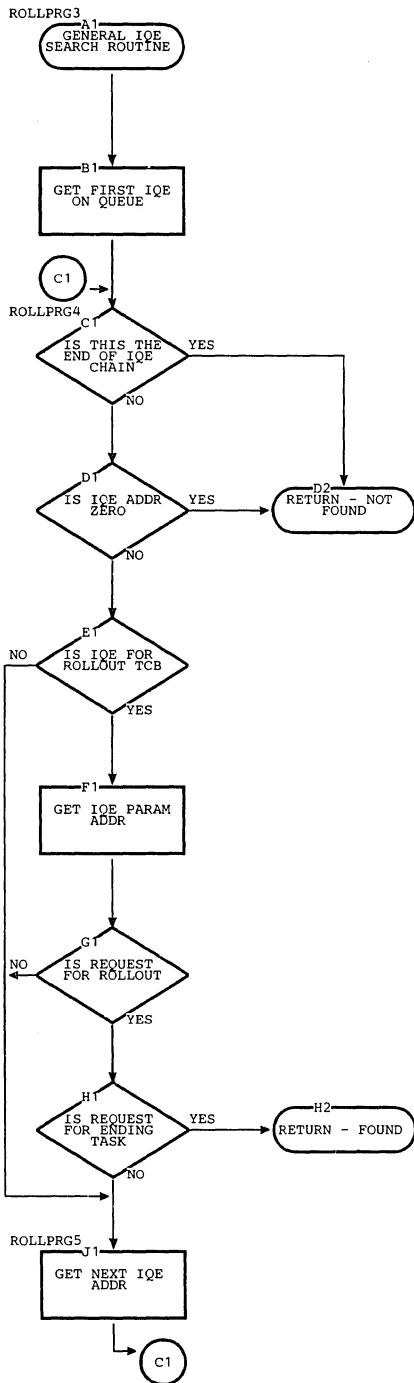 ROLLPRG3
A1
GENERAL IQE
SEARCH ROUTINE
B1
GET FIRST IQE
ON QUEUE
C1
ROLLPRG4
C1
IS THIS THE
END OF IQE
CHAIN
YES
NO
D1
IS IQE ADDR
ZERO
YES
NO
D2
RETURN - NOT
FOUND
E1
NO
IS IQE FOR
ROLLOUT TCB
YES
F1
GET IQE PARAM
ADDR
G1
NO
IS REQUEST
FOR ROLLOUT
YES
H1
IS REQUEST
FOR ENDING
TASK
YES
NO
H2
RETURN - FOUND
ROLLPRG5
J1
GET NEXT IQE
ADDR
C1